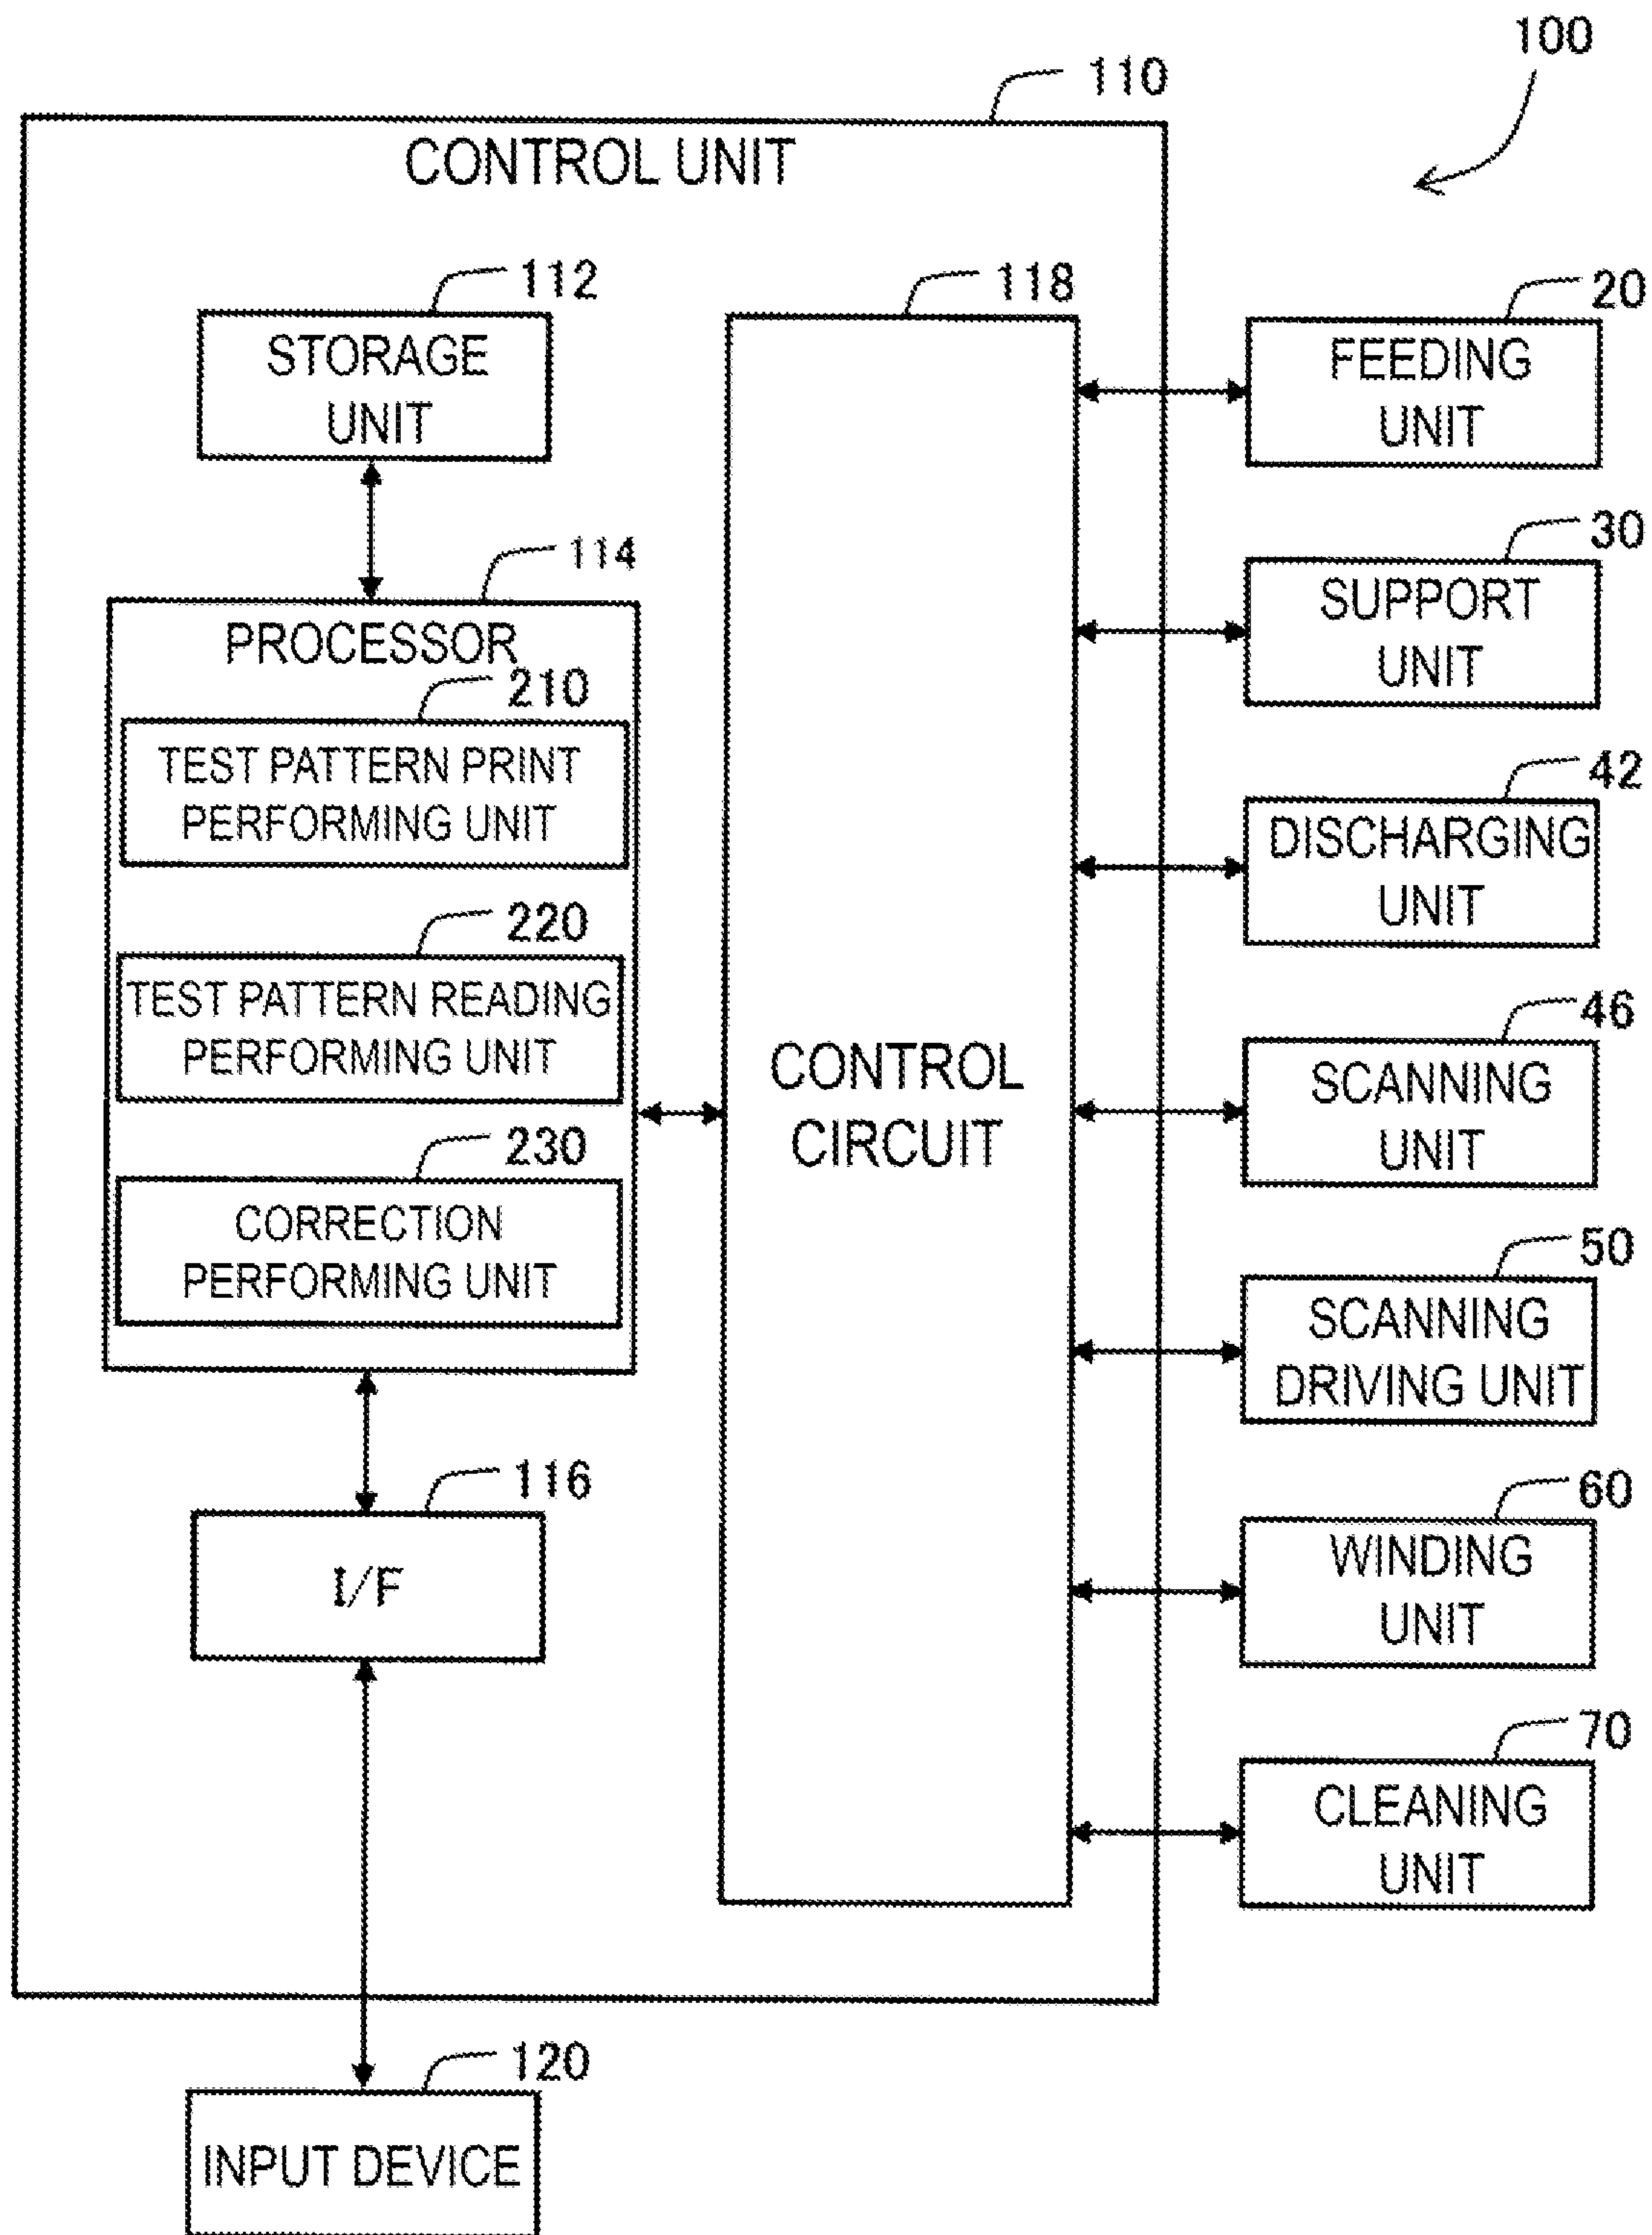 100
110
CONTROL UNIT
112
STORAGE
UNIT
114
PROCESSOR
210
TEST PATTERN PRINT
PERFORMING UNIT
220
TEST PATTERN READING
PERFORMING UNIT
230
CORRECTION
PERFORMING UNIT
116
I/F
120
INPUT DEVICE
118
CONTROL
CIRCUIT
20
FEEDING
UNIT
30
SUPPORT
UNIT
42
DISCHARGING
UNIT
46
SCANNING
UNIT
50
SCANNING
DRIVING UNIT
60
WINDING
UNIT
70
CLEANING
UNIT